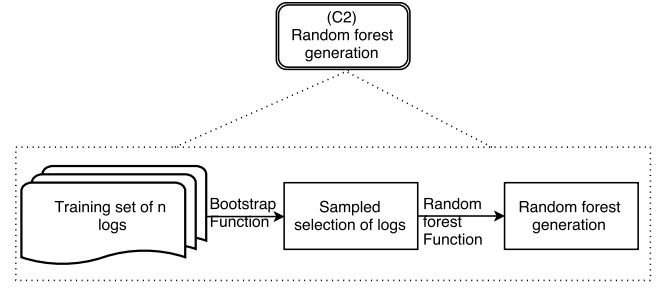 (C2)
Random forest
generation
Training set of n
logs
Bootstrap
Function
Sampled
selection of logs
Random
forest
Function
Random forest
generation